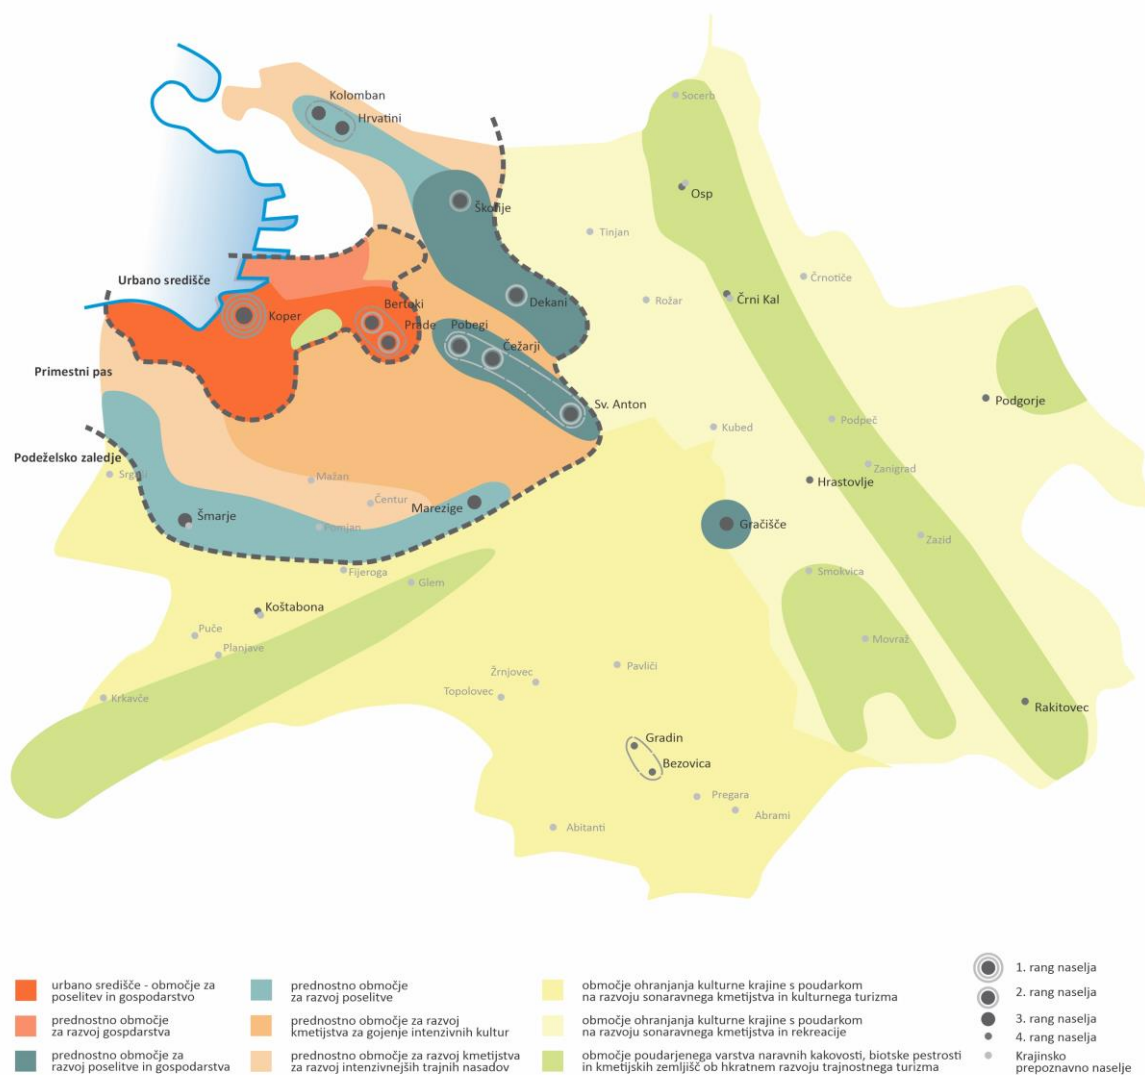 Kolomban
Hrvatini
Socerb
Osp
Škofije
Tinjan
Črnotiče
Urbano središče
Rožar
Črni Kal
Dekani
Koper
Bertoki
Prade
Pobegi
Čežarji
Primestni pas
Podgorje
Sv. Anton
Podpeč
Kubed
Podeželsko zaledje
Srgaši
Mažan
Zanigrad
Hrastovlje
Čentur
Marezige
Šmarje
Pomjan
Gračišče
Zazid
Fijeroga
Smokvica
Glem
Koštabona
Puče
Planjave
Movraž
Pavliči
Žrnjovec
Topolovec
Krkavče
Rakitovec
Gradin
Bezovica
Pregara
Abrami
Abitanti
urbano središče - območje za
poselitev in gospodarstvo
prednostno območje
za razvoj gospdarstva
prednostno območje za
razvoj poselitve in gospodarstva
prednostno območje
za razvoj poselitve
prednostno območje za razvoj
kmetijstva za gojenje intenzivnih kultur
prednostno območje za razvoj kmetijstva
za razvoj intenzivnejših trajnih nasadov
območje ohranjanja kulturne krajine s poudarkom
na razvoju sonaravnega kmetijstva in kulturnega turizma
območje ohranjanja kulturne krajine s poudarkom
na razvoju sonaravnega kmetijstva in rekreacije
območje poudarjenega varstva naravnih kakovosti, biotske pestrosti
in kmetijskih zemljišč ob hkratnem razvoju trajnostnega turizma
1. rang naselja
2. rang naselja
3. rang naselja
4. rang naselja
Krajinsko
prepoznavno naselje